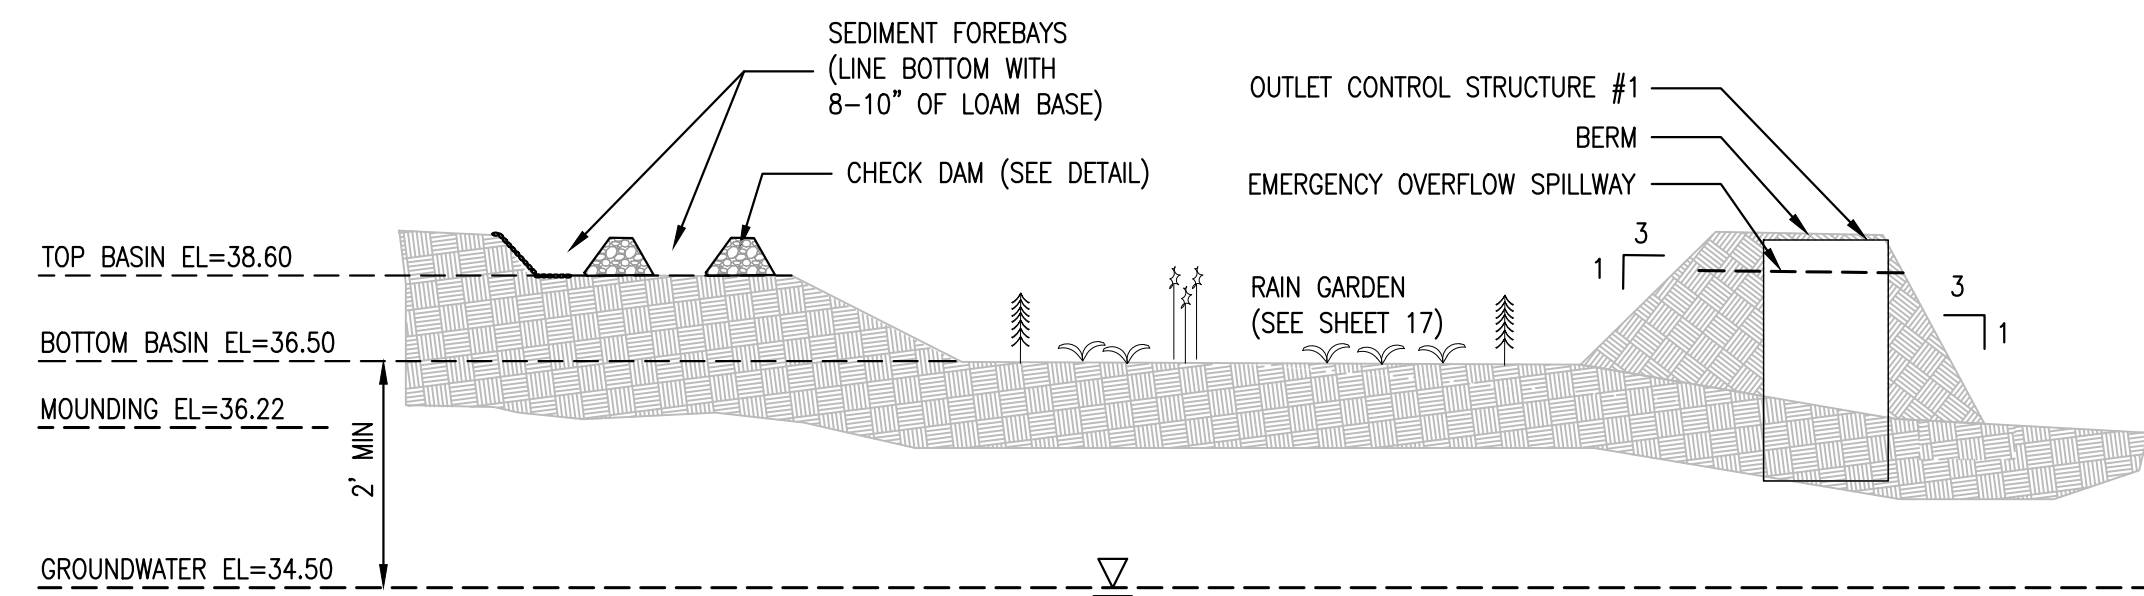 SEDIMENT FOREBAYS
(LINE BOTTOM WITH
8-10" OF LOAM BASE)
CHECK DAM (SEE DETAIL)
OUTLET CONTROL STRUCTURE #1
BERM
EMERGENCY OVERFLOW SPILLWAY
3
1
3
1
TOP BASIN EL=38.60
RAIN GARDEN
(SEE SHEET 17)
BOTTOM BASIN EL=36.50
MOUNDING EL=36.22
2' MIN
GROUNDWATER EL=34.50